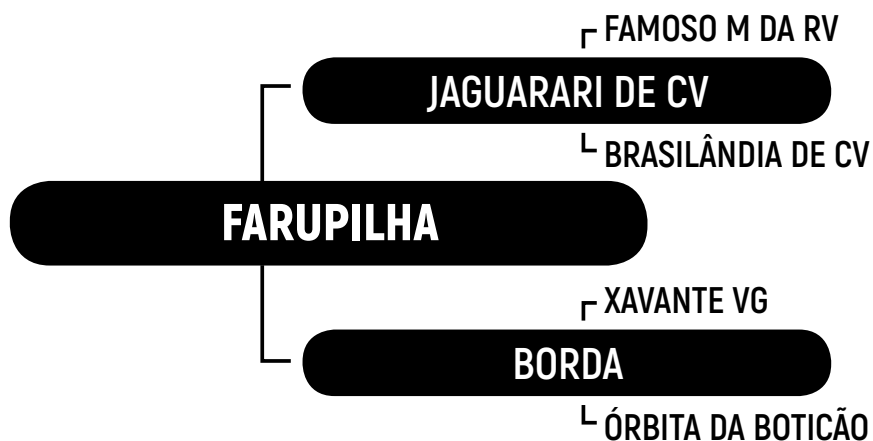 FAMOSO M DA RV
JAGUARARI DE CV
BRASILÂNDIA DE CV
FARUPILHA
XAVANTE VG
BORDA
ÓRBITA DA BOTICÃO